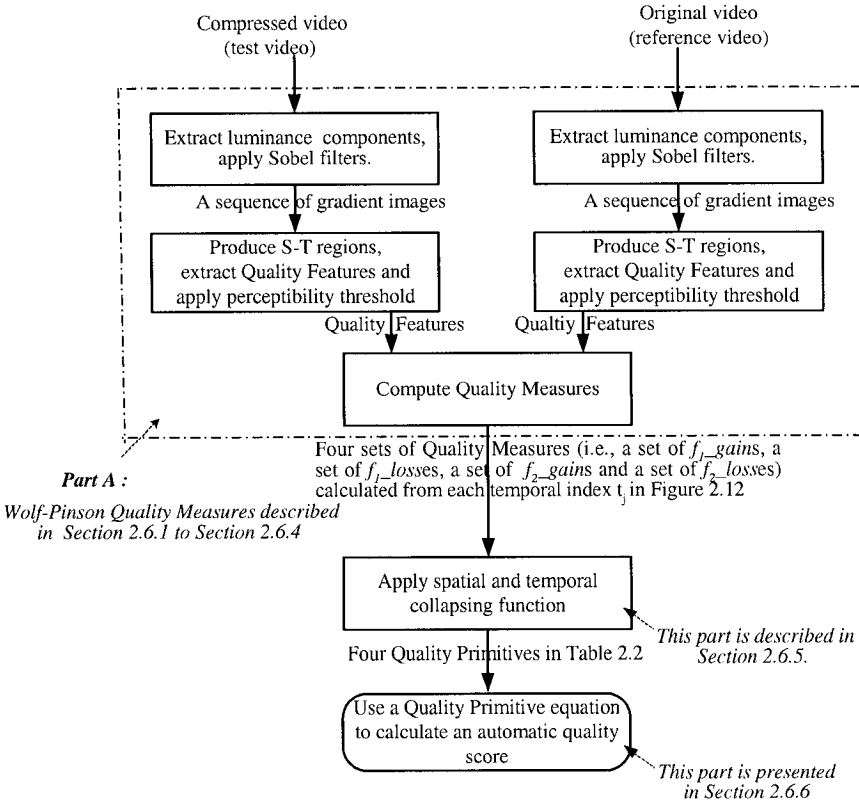 Compressed video
(test video)
Original video
(reference video)
Extract luminance components,
apply Sobel filters.
Extract luminance components,
apply Sobel filters.
A sequence of gradient images
A sequence of gradient images
Produce S-T regions,
extract Quality Features and
apply perceptibility threshold
Produce S-T regions,
extract Quality Features and
apply perceptibility threshold
Quality Features
Qualtiy Features
Compute Quality Measures
Four sets of Quality Measures (i.e., a set of f1_gains, a
set of f1_losses, a set of f2_gains and a set of f2_losses)
calculated from each temporal index tj in Figure 2.12
Part A :
Wolf-Pinson Quality Measures described
in Section 2.6.1 to Section 2.6.4
Apply spatial and temporal
collapsing function
This part is described in
Section 2.6.5.
Four Quality Primitives in Table 2.2
Use a Quality Primitive equation
to calculate an automatic quality
score
This part is presented
in Section 2.6.6